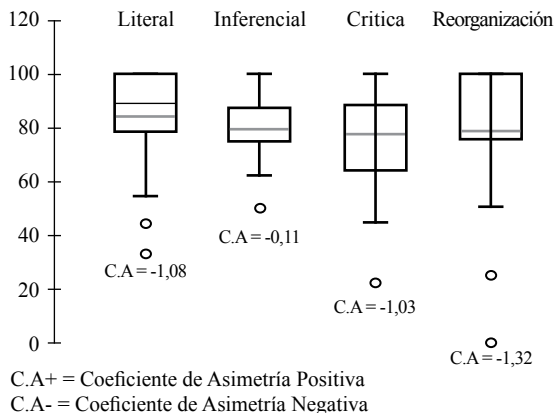 Literal Inferencial Critica Reorganización
120
100
80
60
40
20
0
C.A = -1,08
C.A = -0,11
C.A = -1,03
C.A = -1,32
C.A+ = Coeficiente de Asimetría Positiva
C.A- = Coeficiente de Asimetría Negativa